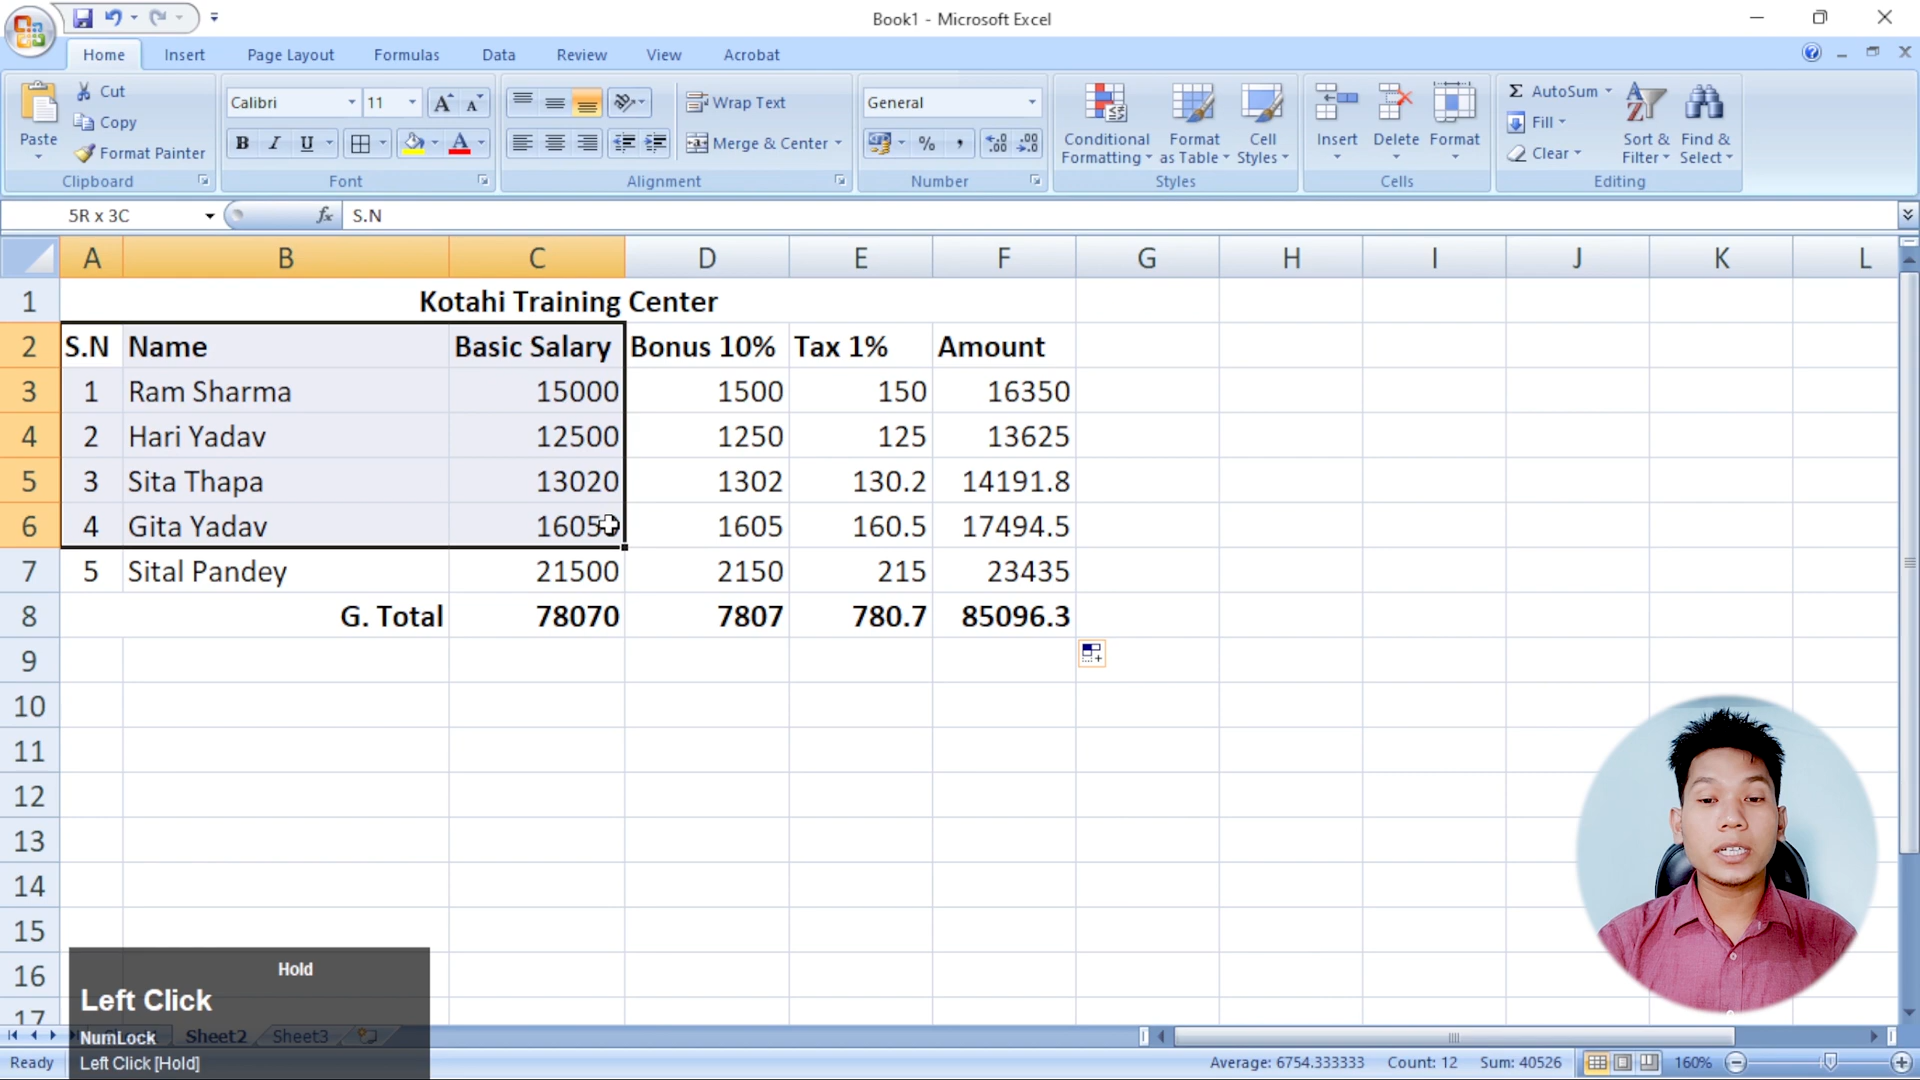 Book1 - Microsoft Excel
Home Insert Page Layout Formulas Data Review View Acrobat
Paste
Cut
Copy
Format Painter
Clipboard
Calibri 11
B I U
Font
Wrap Text
Merge & Center
Alignment
General
% ,
Number
Conditional Formatting
Format as Table
Cell Styles
Styles
Insert Delete Format
Cells
Σ AutoSum
Fill
Clear
Sort & Filter
Find & Select
Editing
5R x 3C fx S.N
A B C D E F G H I J K L
1 Kotahi Training Center
2 S.N Name Basic Salary Bonus 10% Tax 1% Amount
3 1 Ram Sharma 15000 1500 150 16350
4 2 Hari Yadav 12500 1250 125 13625
5 3 Sita Thapa 13020 1302 130.2 14191.8
6 4 Gita Yadav 16050 1605 160.5 17494.5
7 5 Sital Pandey 21500 2150 215 23435
8 G. Total 78070 7807 780.7 85096.3
9
10
11
12
13
14
15
16
17
Hold
Left Click
NumLock
Left Click [Hold]
Sheet2 Sheet3
Ready Average: 6754.333333 Count: 12 Sum: 40526 160%